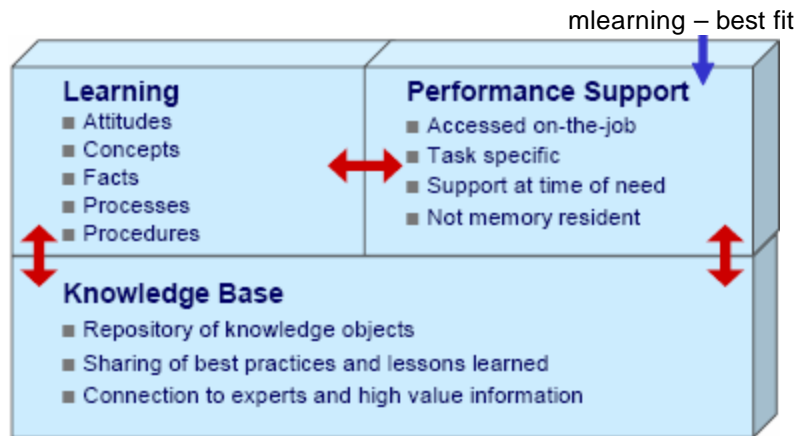 mlearning – best fit
Learning
■ Attitudes
■ Concepts
■ Facts
■ Processes
■ Procedures
Performance Support
■ Accessed on-the-job
■ Task specific
■ Support at time of need
■ Not memory resident
Knowledge Base
■ Repository of knowledge objects
■ Sharing of best practices and lessons learned
■ Connection to experts and high value information